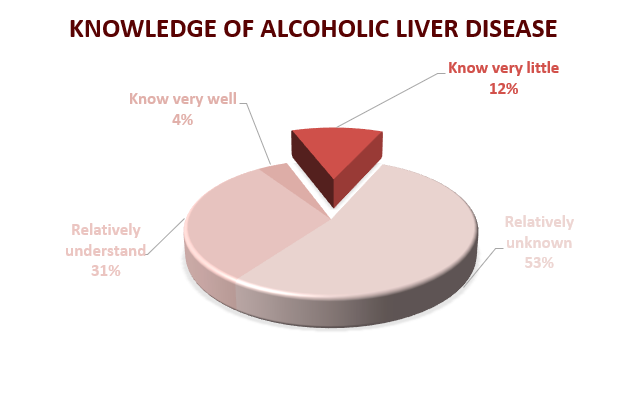 KNOWLEDGE OF ALCOHOLIC LIVER DISEASE
Know very little
12%
Know very well
4%
Relatively
understand
31%
Relatively
unknown
53%